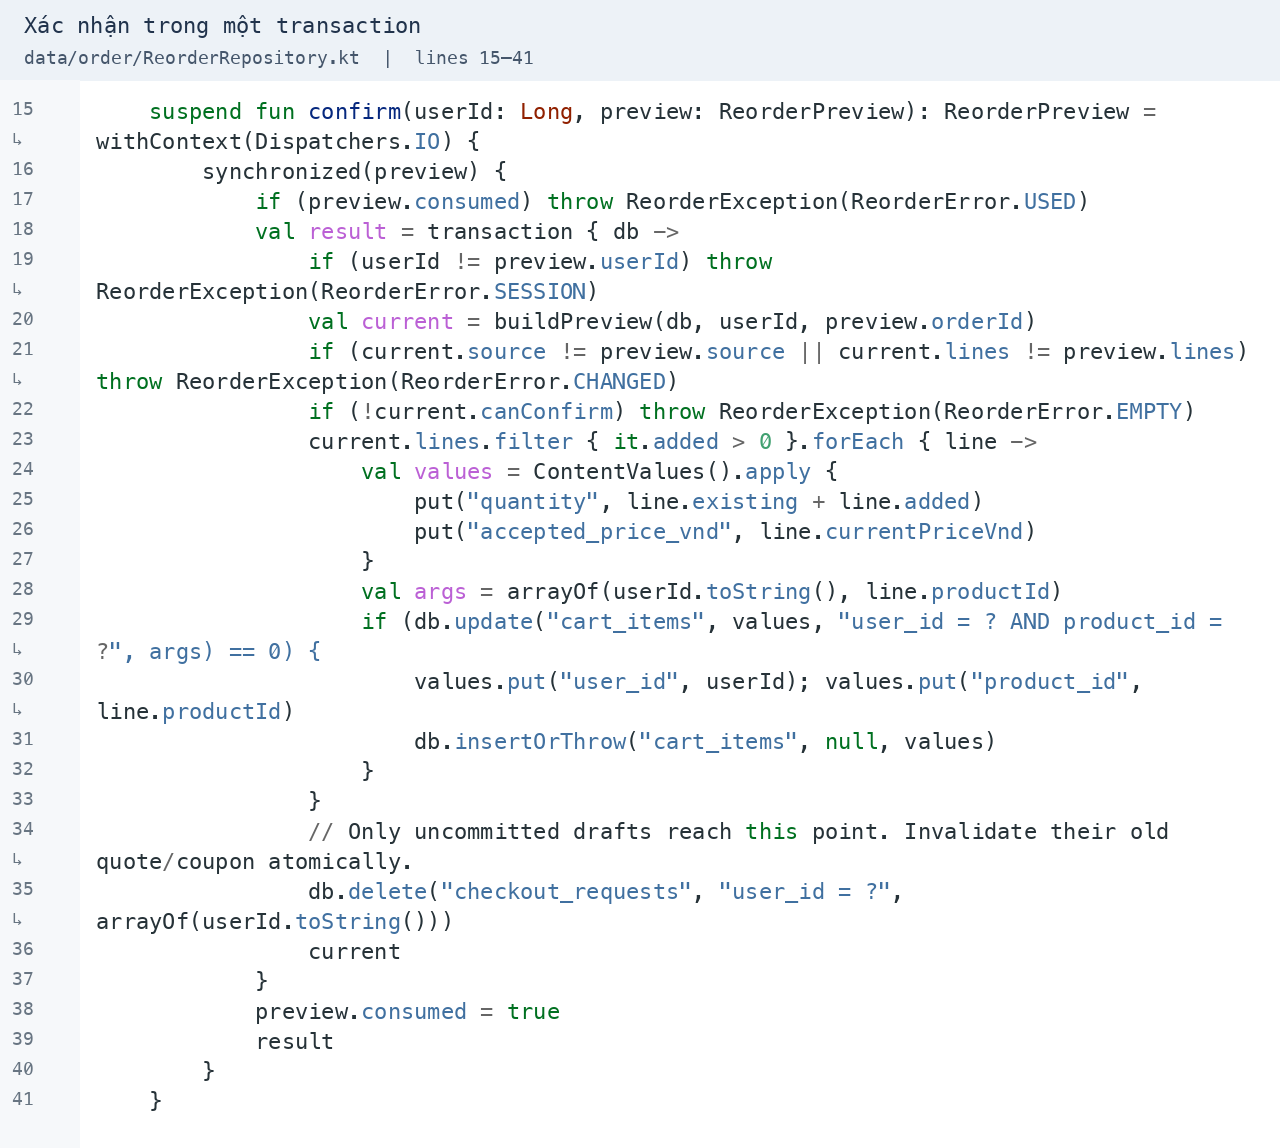 Xác nhận trong một transaction
data/order/ReorderRepository.kt  |  lines 15–41
15     suspend fun confirm(userId: Long, preview: ReorderPreview): ReorderPreview =
↳ withContext(Dispatchers.IO) {
16         synchronized(preview) {
17             if (preview.consumed) throw ReorderException(ReorderError.USED)
18             val result = transaction { db ->
19                 if (userId != preview.userId) throw
↳ ReorderException(ReorderError.SESSION)
20                 val current = buildPreview(db, userId, preview.orderId)
21                 if (current.source != preview.source || current.lines != preview.lines)
↳ throw ReorderException(ReorderError.CHANGED)
22                 if (!current.canConfirm) throw ReorderException(ReorderError.EMPTY)
23                 current.lines.filter { it.added > 0 }.forEach { line ->
24                     val values = ContentValues().apply {
25                         put("quantity", line.existing + line.added)
26                         put("accepted_price_vnd", line.currentPriceVnd)
27                     }
28                     val args = arrayOf(userId.toString(), line.productId)
29                     if (db.update("cart_items", values, "user_id = ? AND product_id =
↳ ?", args) == 0) {
30                         values.put("user_id", userId); values.put("product_id",
↳ line.productId)
31                         db.insertOrThrow("cart_items", null, values)
32                     }
33                 }
34                 // Only uncommitted drafts reach this point. Invalidate their old
↳ quote/coupon atomically.
35                 db.delete("checkout_requests", "user_id = ?",
↳ arrayOf(userId.toString()))
36                 current
37             }
38             preview.consumed = true
39             result
40         }
41     }